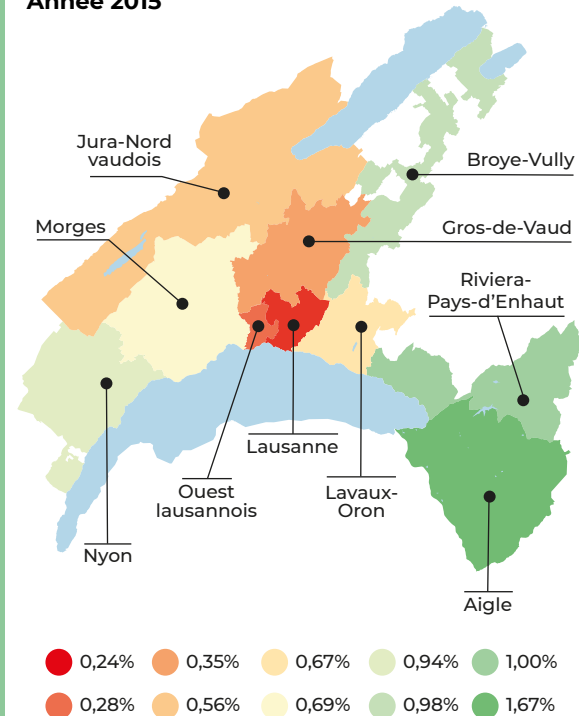 Année 2015
Jura-Nord
vaudois
Broye-Vully
Morges
Gros-de-Vaud
Riviera-
Pays-d'Enhaut
Lausanne
Ouest
lausannois
Lavaux-
Oron
Nyon
Aigle
0,24% 0,35% 0,67% 0,94% 1,00%
0,28% 0,56% 0,69% 0,98% 1,67%